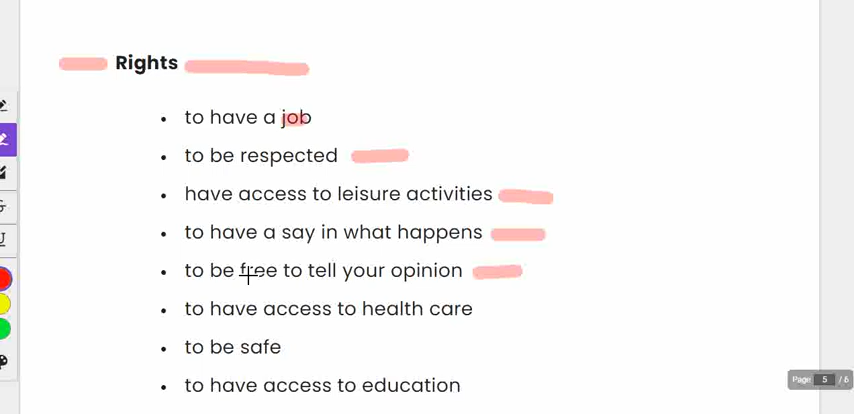 Rights
• to have a job
• to be respected
• have access to leisure activities
• to have a say in what happens
• to be free to tell your opinion
• to have access to health care
• to be safe
• to have access to education
Page 5 / 6